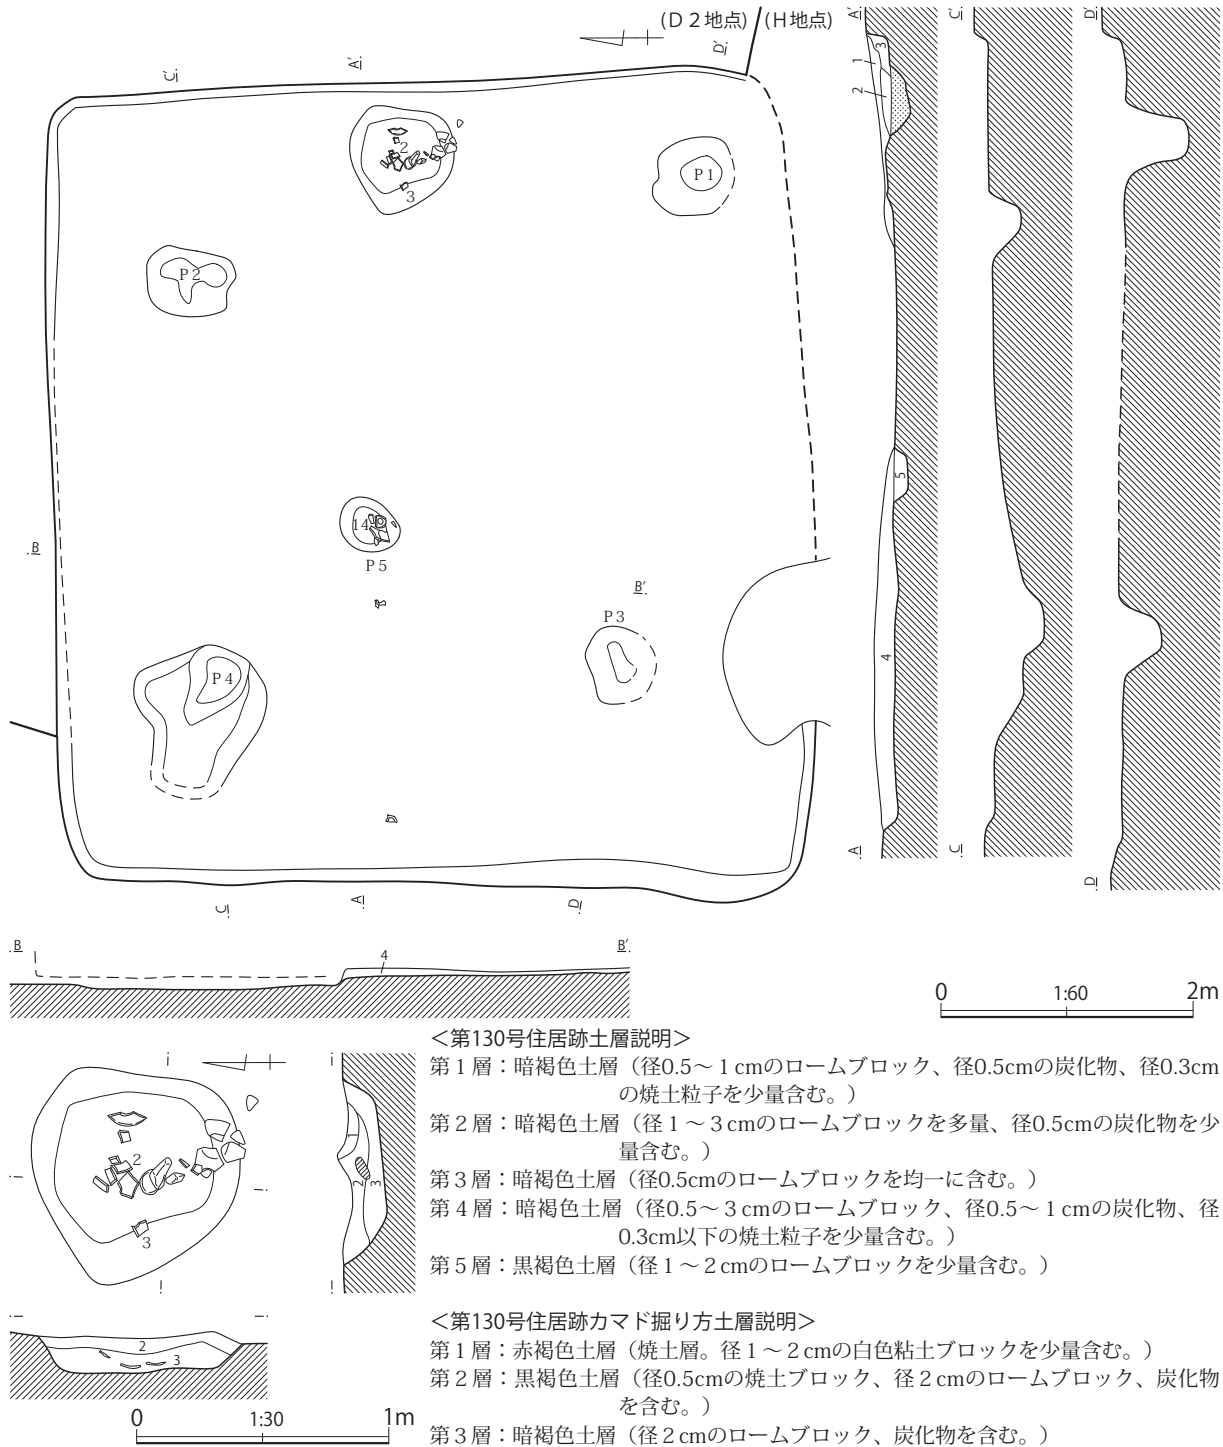 (D２地点) (H地点)
C′
A′
D′
A′
C′
D′
3
1
2
2
3
P1
P2
14
P5
5
B
B′
P3
P4
4
A
C
D
C
A
D
B
B′
4
0 1:60 2m
＜第130号住居跡土層説明＞
第１層：暗褐色土層（径0.5～１cmのロームブロック、径0.5cmの炭化物、径0.3cm
の焼土粒子を少量含む。）
第２層：暗褐色土層（径１～３cmのロームブロックを多量、径0.5cmの炭化物を少
量含む。）
第３層：暗褐色土層（径0.5cmのロームブロックを均一に含む。）
第４層：暗褐色土層（径0.5～３cmのロームブロック、径0.5～１cmの炭化物、径
0.3cm以下の焼土粒子を少量含む。）
第５層：黒褐色土層（径１～２cmのロームブロックを少量含む。）
2
3
1
2
3
＜第130号住居跡カマド掘り方土層説明＞
第１層：赤褐色土層（焼土層。径１～２cmの白色粘土ブロックを少量含む。）
第２層：黒褐色土層（径0.5cmの焼土ブロック、径２cmのロームブロック、炭化物
を含む。）
第３層：暗褐色土層（径２cmのロームブロック、炭化物を含む。）
2
3
0 1:30 1m